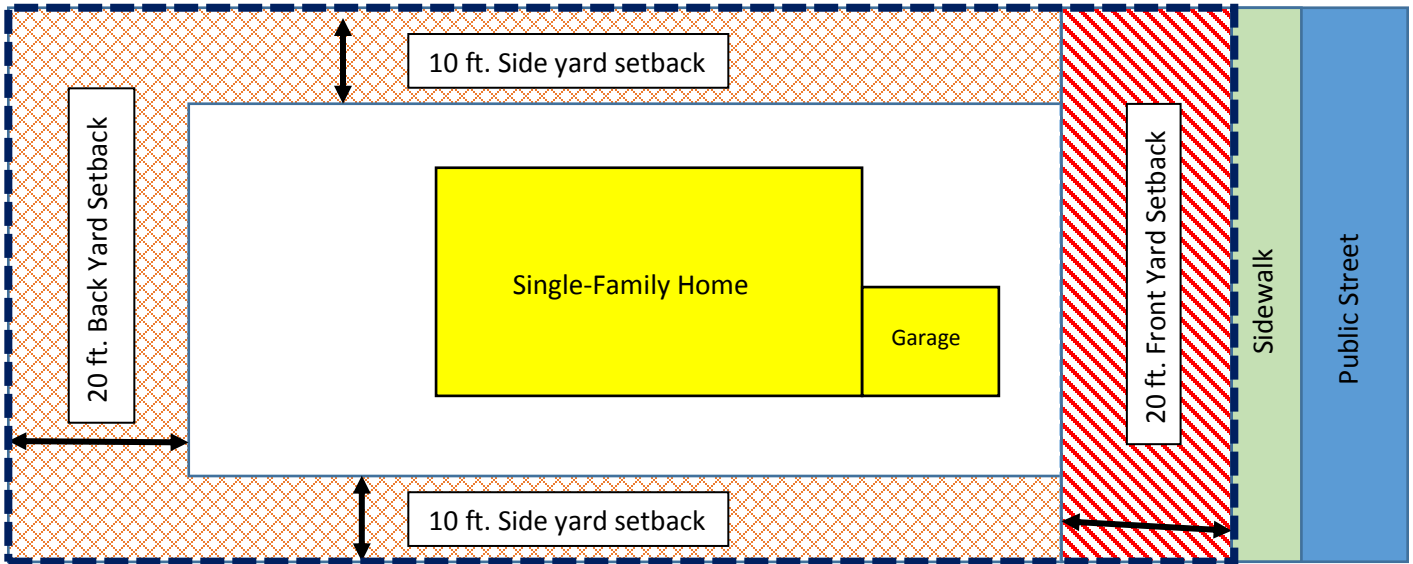 10 ft. Side yard setback
20 ft. Back Yard Setback
Single-Family Home
Garage
20 ft. Front Yard Setback
Sidewalk
Public Street
10 ft. Side yard setback